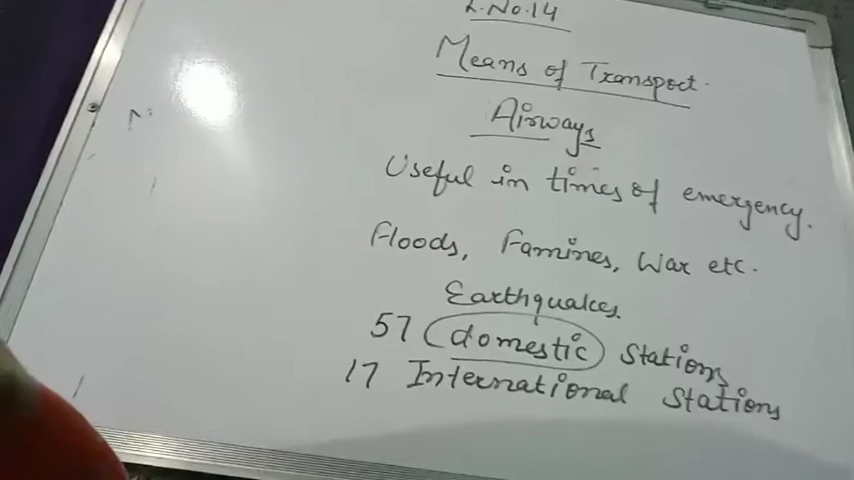 L.No.14
Means of Transport.
Airways
Useful in times of emergency.
Floods, Famines, War etc.
Earthquakes.
57 domestic Stations
17 International Stations